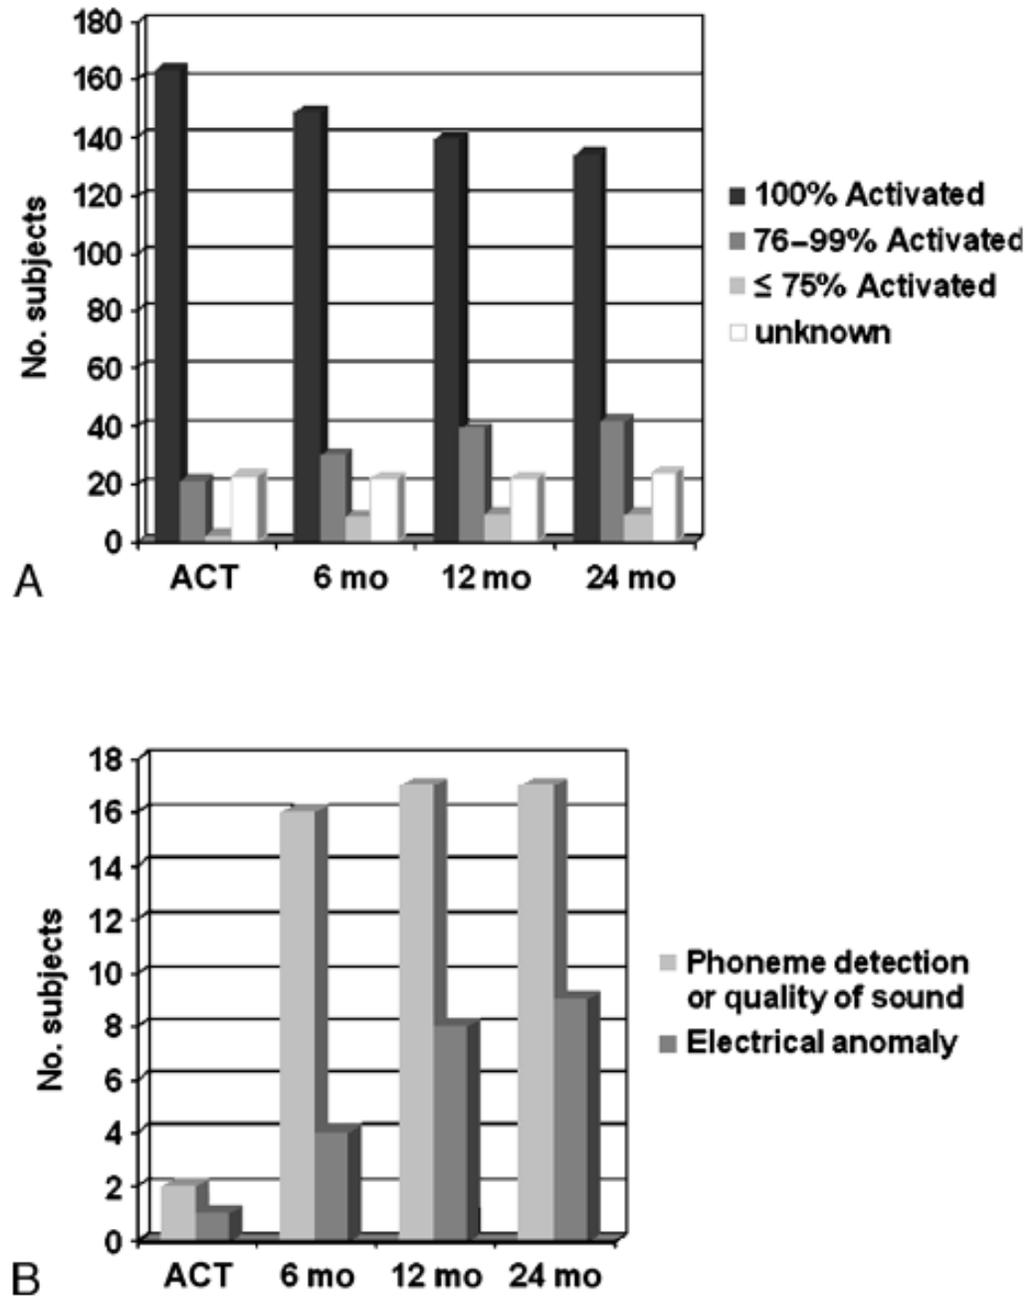 180
160
140
120
100
80
60
40
20
0
No. subjects
ACT 6 mo 12 mo 24 mo
100% Activated
76–99% Activated
≤ 75% Activated
unknown
A
18
16
14
12
10
8
6
4
2
0
No. subjects
ACT 6 mo 12 mo 24 mo
Phoneme detection
or quality of sound
Electrical anomaly
B